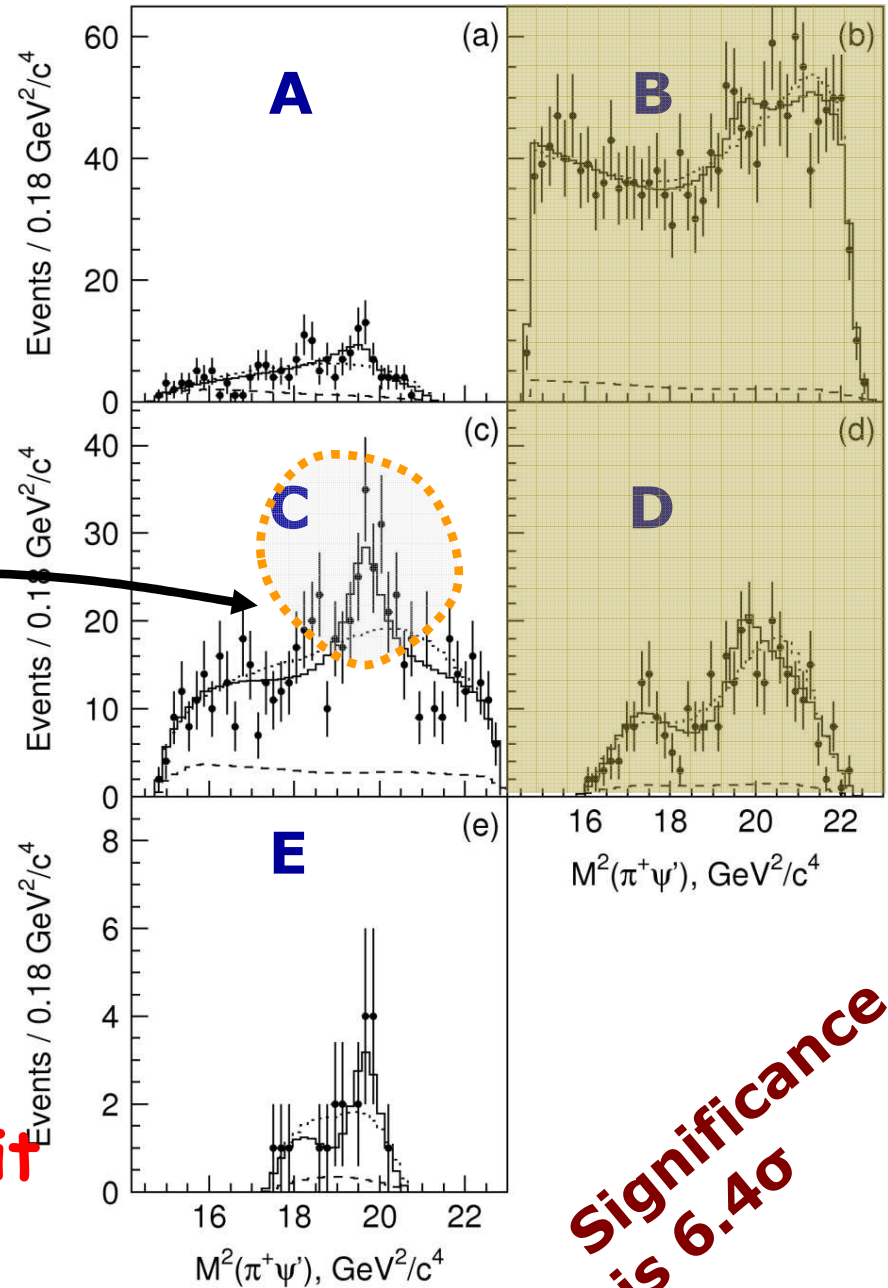 60
40
20
0
Events / 0.18 GeV²/c⁴
(a)
A
(b)
B
40
30
20
10
0
Events / 0.18 GeV²/c⁴
(c)
C
(d)
D
16 18 20 22
M²(π⁺ψ'), GeV²/c⁴
8
6
4
2
0
Events / 0.18 GeV²/c⁴
(e)
E
16 18 20 22
M²(π⁺ψ'), GeV²/c⁴
Significance
is 6.4σ